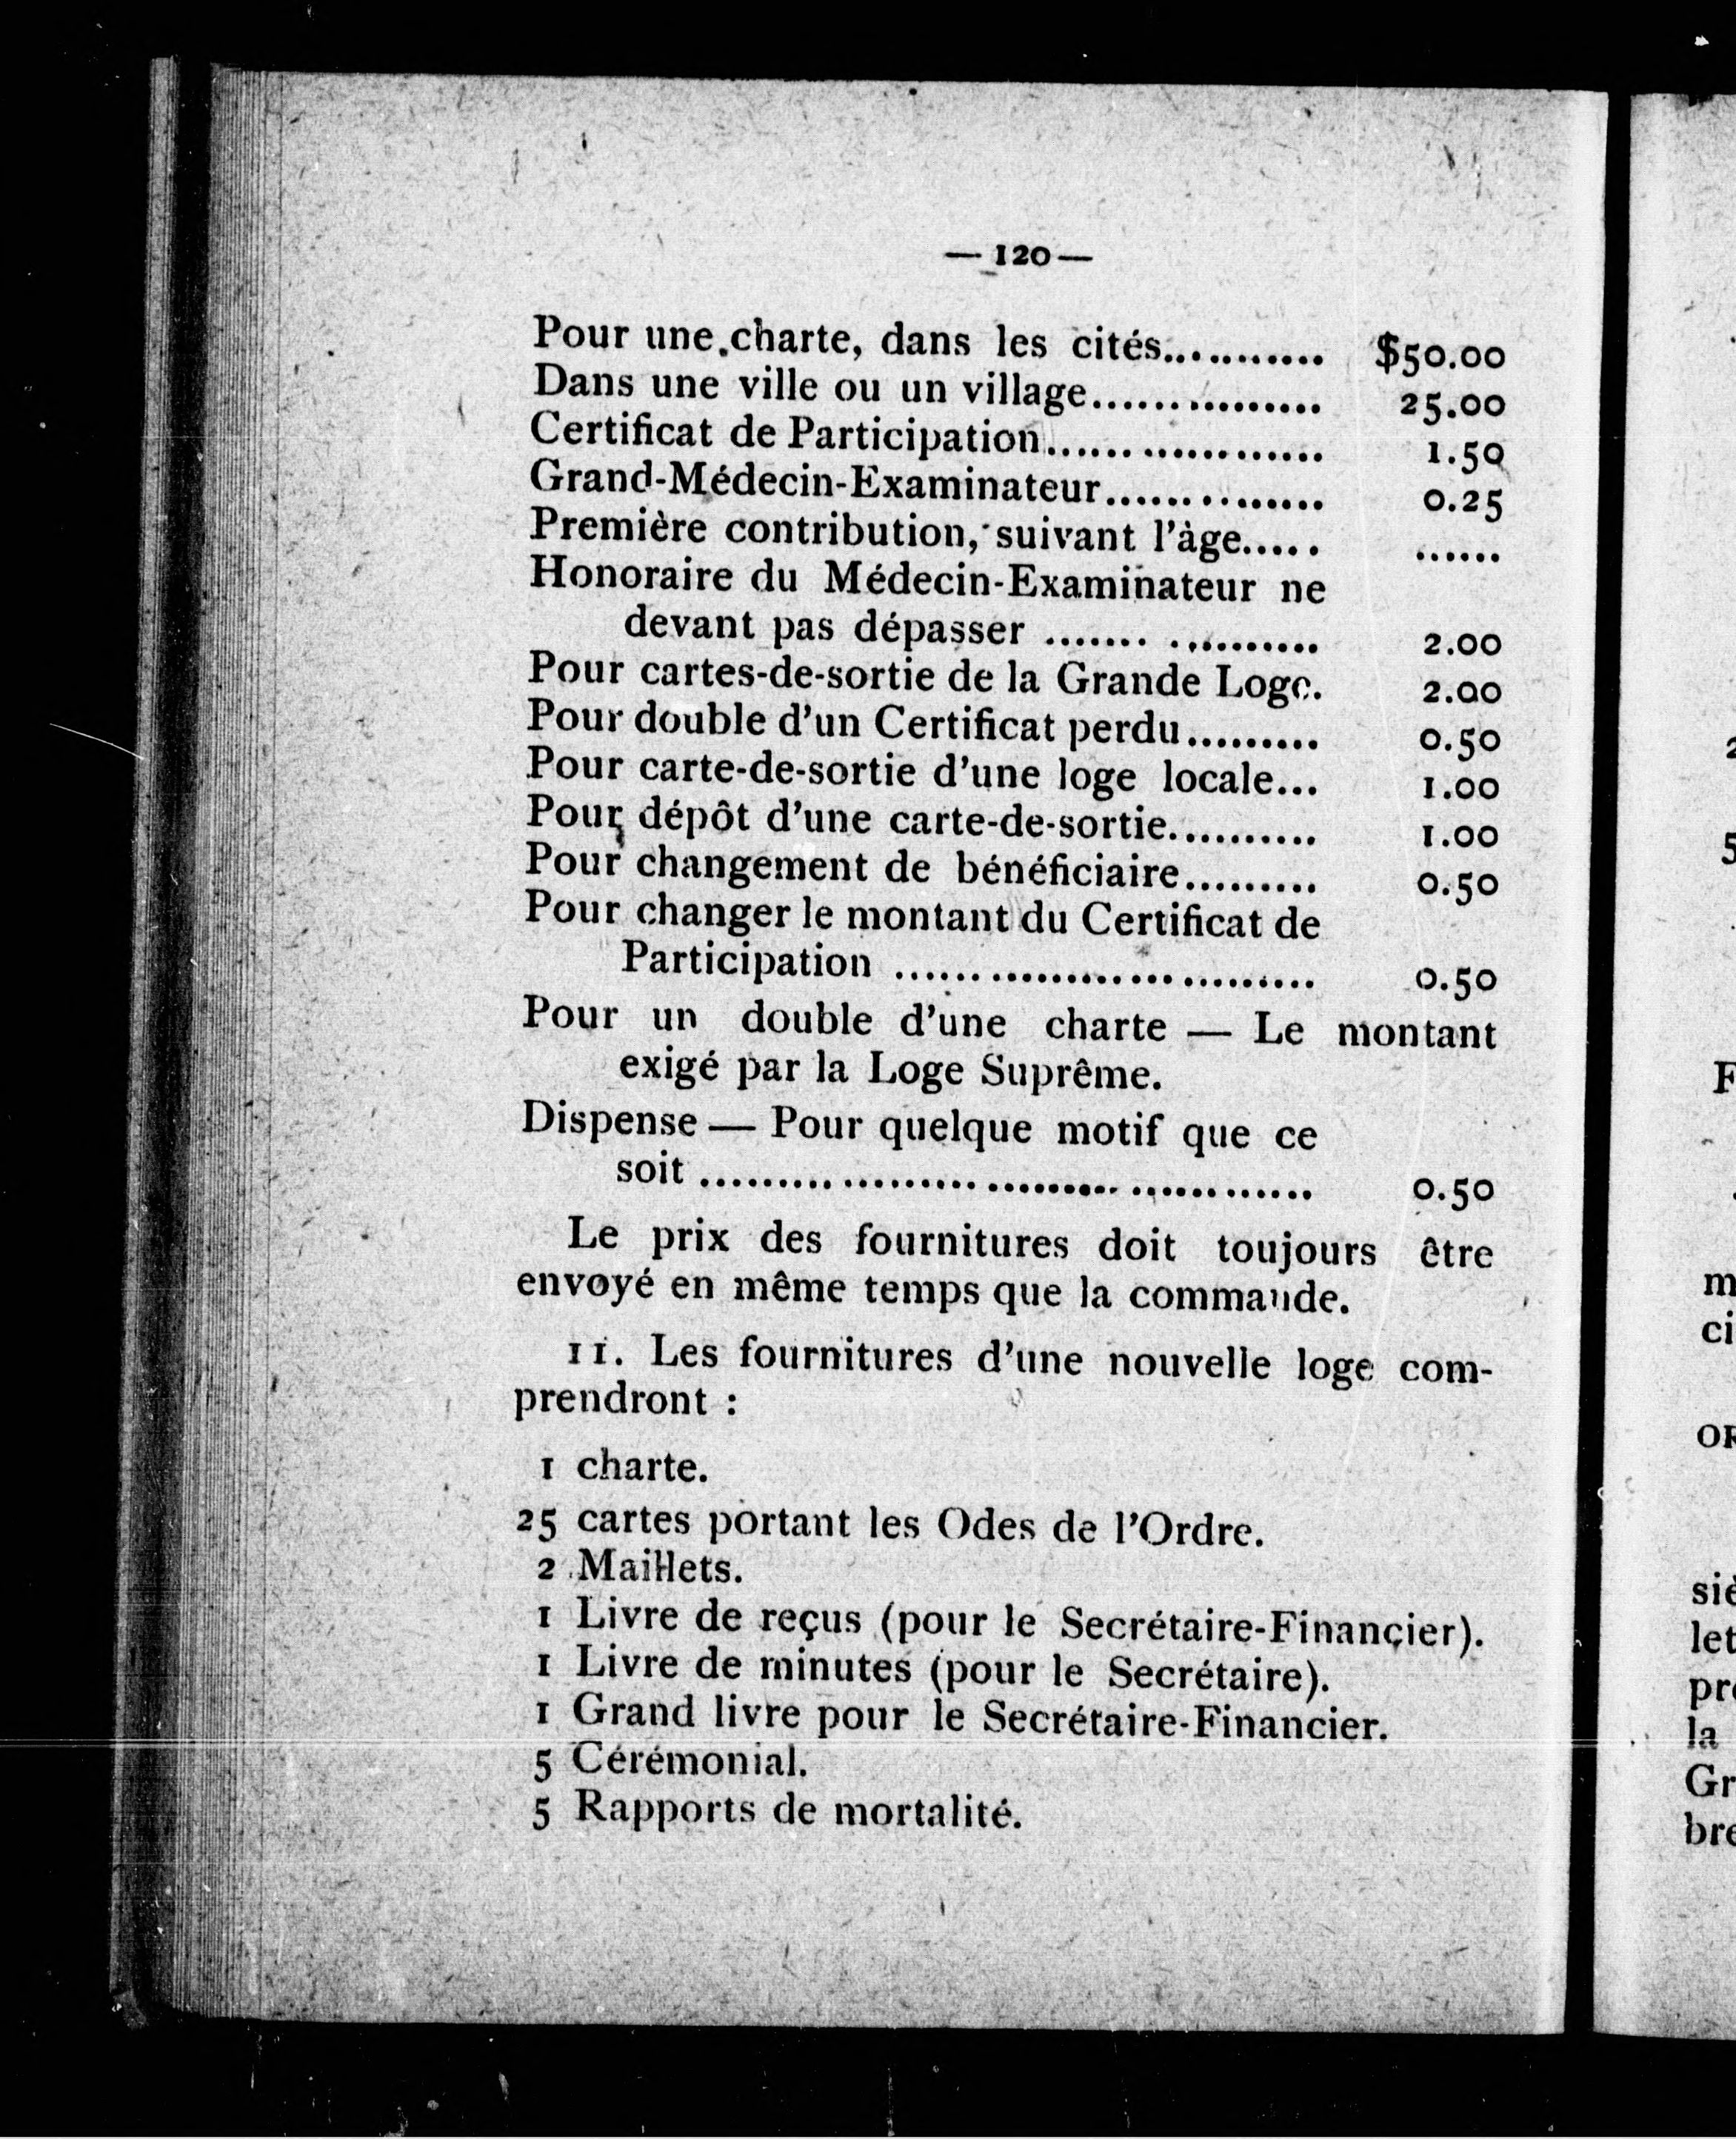 — 120 —
Pour une charte, dans les cités........... $50.00
Dans une ville ou un village............... 25.00
Certificat de Participation.................. 1.50
Grand-Médecin-Examinateur.............. 0.25
Première contribution, suivant l'âge..... ......
Honoraire du Médecin-Examinateur ne
devant pas dépasser ....... .......... 2.00
Pour cartes-de-sortie de la Grande Loge. 2.00
Pour double d'un Certificat perdu......... 0.50
Pour carte-de-sortie d'une loge locale... 1.00
Pour dépôt d'une carte-de-sortie.......... 1.00
Pour changement de bénéficiaire......... 0.50
Pour changer le montant du Certificat de
Participation ........................... 0.50
Pour un double d'une charte — Le montant
exigé par la Loge Suprême.
Dispense — Pour quelque motif que ce
soit ....................................... 0.50
Le prix des fournitures doit toujours être
envoyé en même temps que la commande.
11. Les fournitures d'une nouvelle loge com-
prendront :
1 charte.
25 cartes portant les Odes de l'Ordre.
2 Maillets.
1 Livre de reçus (pour le Secrétaire-Financier).
1 Livre de minutes (pour le Secrétaire).
1 Grand livre pour le Secrétaire-Financier.
5 Cérémonial.
5 Rapports de mortalité.